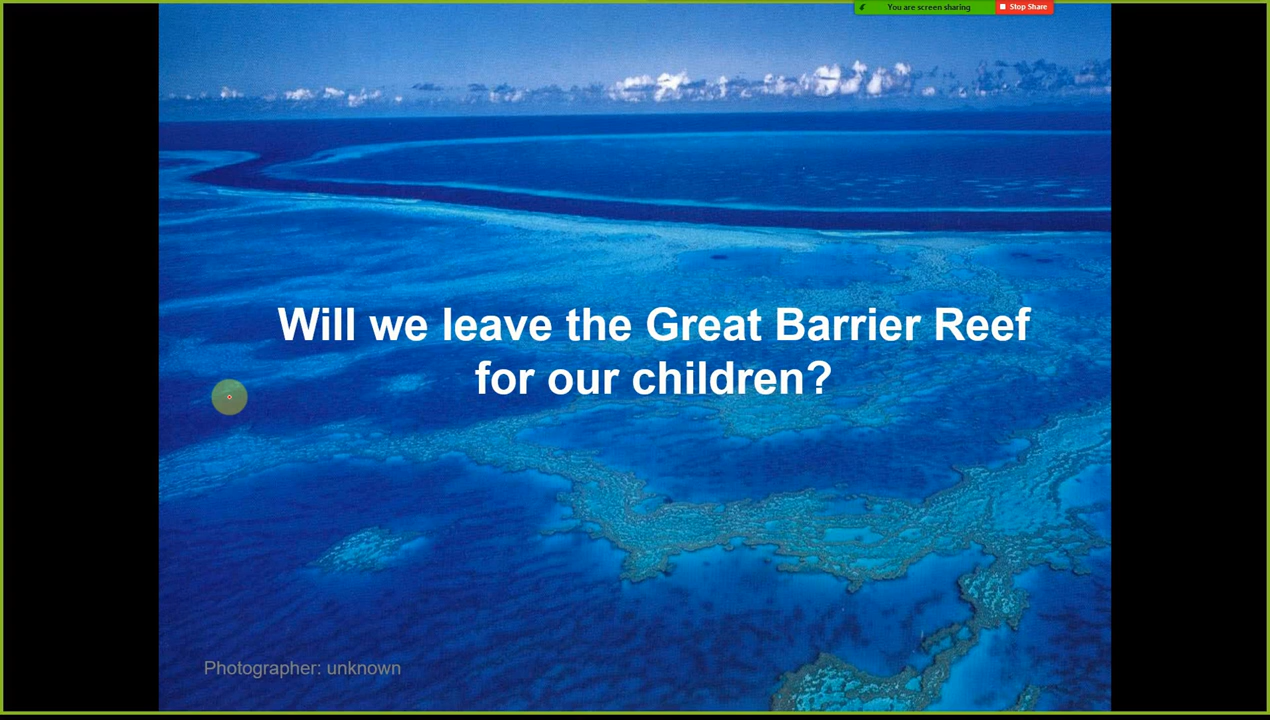 You are screen sharing
Stop Share
Will we leave the Great Barrier Reef
for our children?
Photographer: unknown